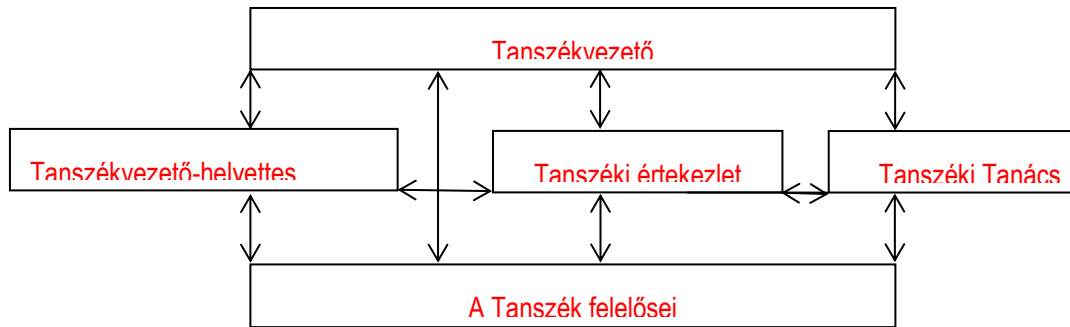 Tanszékvezető
Tanszékvezető-helyettes
Tanszéki értekezlet
Tanszéki Tanács
A Tanszék felelősei